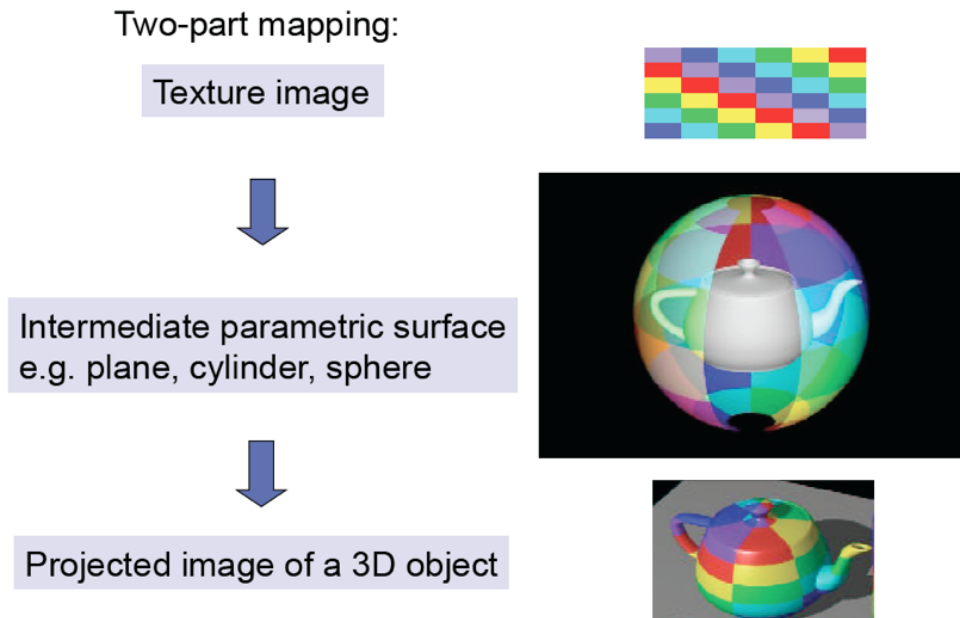 Two-part mapping:
Texture image
Intermediate parametric surface
e.g. plane, cylinder, sphere
Projected image of a 3D object